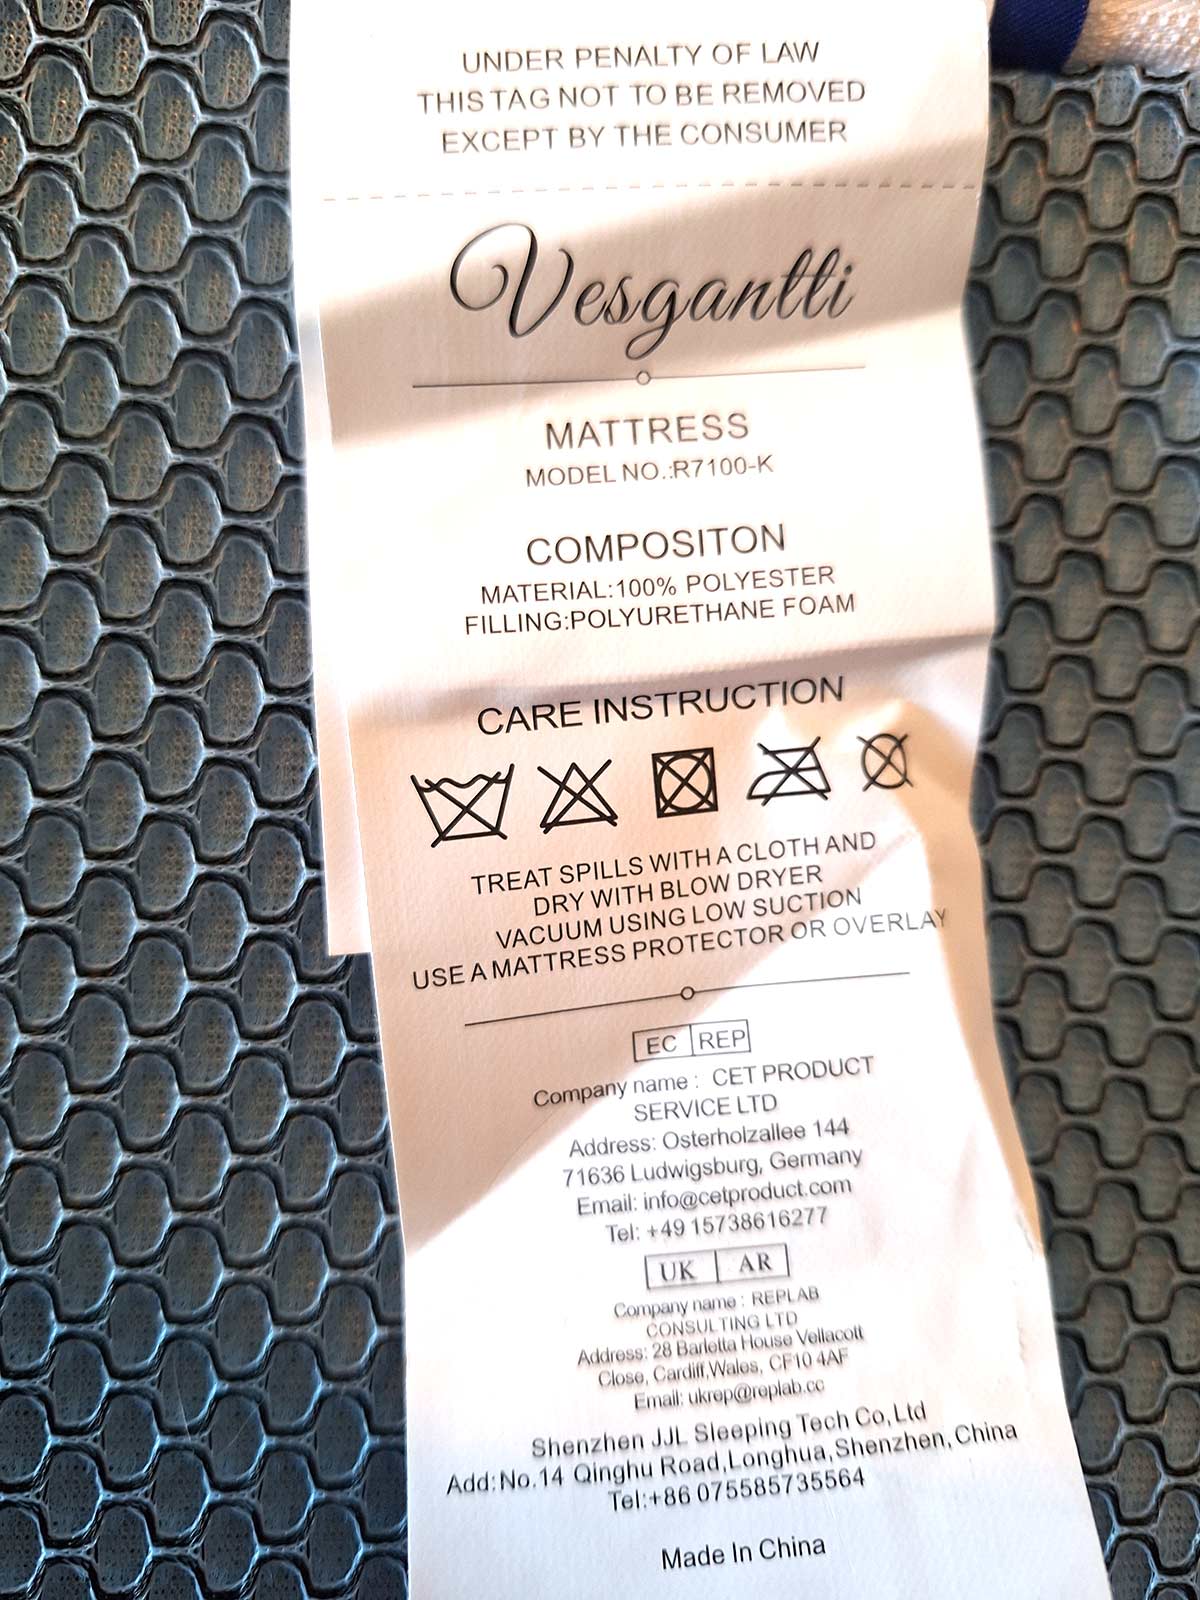 UNDER PENALTY OF LAW
THIS TAG NOT TO BE REMOVED
EXCEPT BY THE CONSUMER
Vesgantti
MATTRESS
MODEL NO.:R7100-K
COMPOSITON
MATERIAL:100% POLYESTER
FILLING:POLYURETHANE FOAM
CARE INSTRUCTION
TREAT SPILLS WITH A CLOTH AND
DRY WITH BLOW DRYER
VACUUM USING LOW SUCTION
USE A MATTRESS PROTECTOR OR OVERLAY
EC REP
Company name : CET PRODUCT
SERVICE LTD
Address: Osterholzallee 144
71636 Ludwigsburg, Germany
Email: info@cetproduct.com
Tel: +49 15738616277
UK AR
Company name : REPLAB
CONSULTING LTD
Address: 28 Barletta House Vellacott
Close, Cardiff,Wales, CF10 4AF
Email: ukrep@replab.cc
Shenzhen JJL Sleeping Tech Co,Ltd
Add:No.14 Qinghu Road,Longhua,Shenzhen,China
Tel:+86 075585735564
Made In China